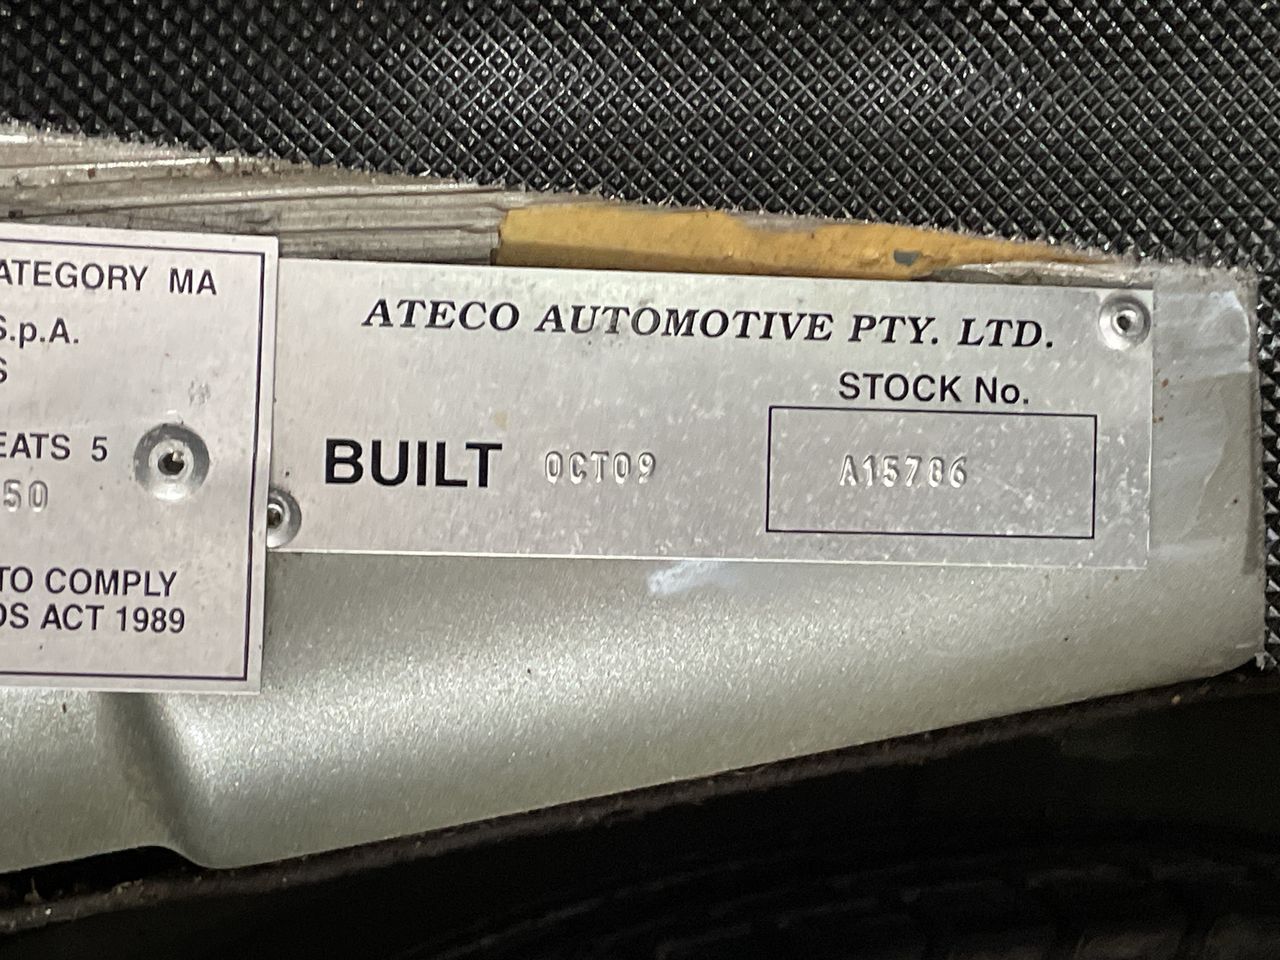 ATEGORY MA
S.p.A.
S
EATS 5
50
TO COMPLY
DS ACT 1989
ATECO AUTOMOTIVE PTY. LTD.
STOCK No.
BUILT OCT09
A15786